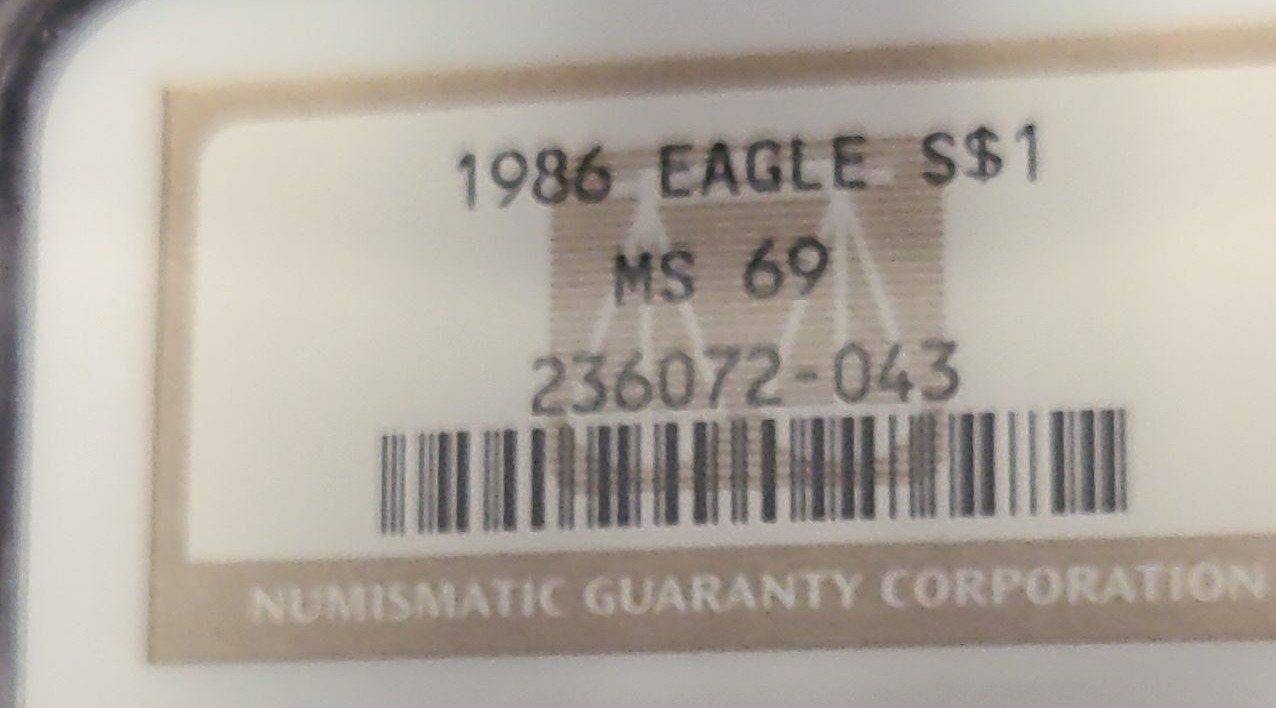 1986 EAGLE S$1
MS 69
236072-043
NUMISMATIC GUARANTY CORPORATION